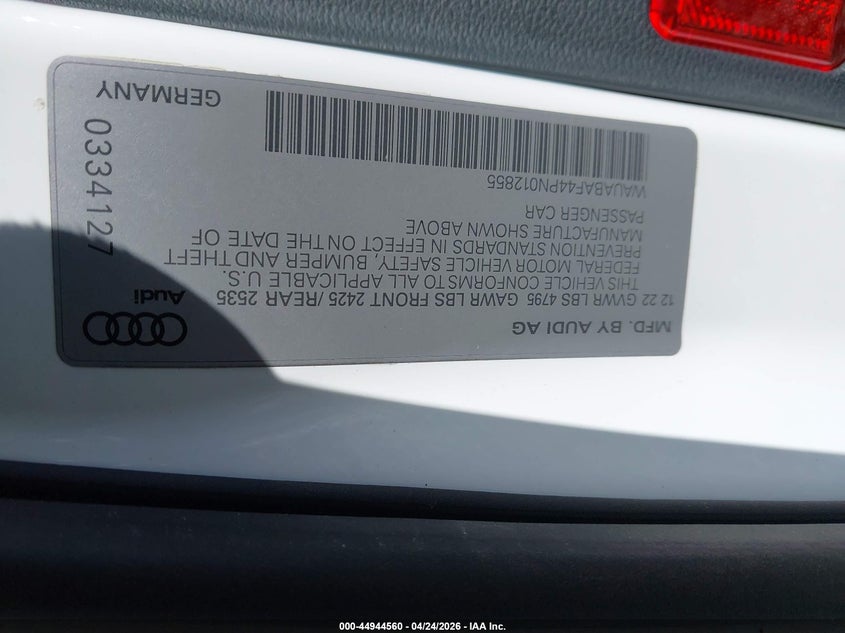 MFD. BY AUDI AG
12 22 GVWR LBS 4795 GAWR LBS FRONT 2425 /REAR 2535
THIS VEHICLE CONFORMS TO ALL APPLICABLE U.S.
FEDERAL MOTOR VEHICLE SAFETY, BUMPER AND THEFT
PREVENTION STANDARDS IN EFFECT ON THE DATE OF
MANUFACTURE SHOWN ABOVE
PASSENGER CAR
WAUABAF44PN012855
Audi
0334127
GERMANY
000-44944560 - 04/24/2026 - IAA Inc.